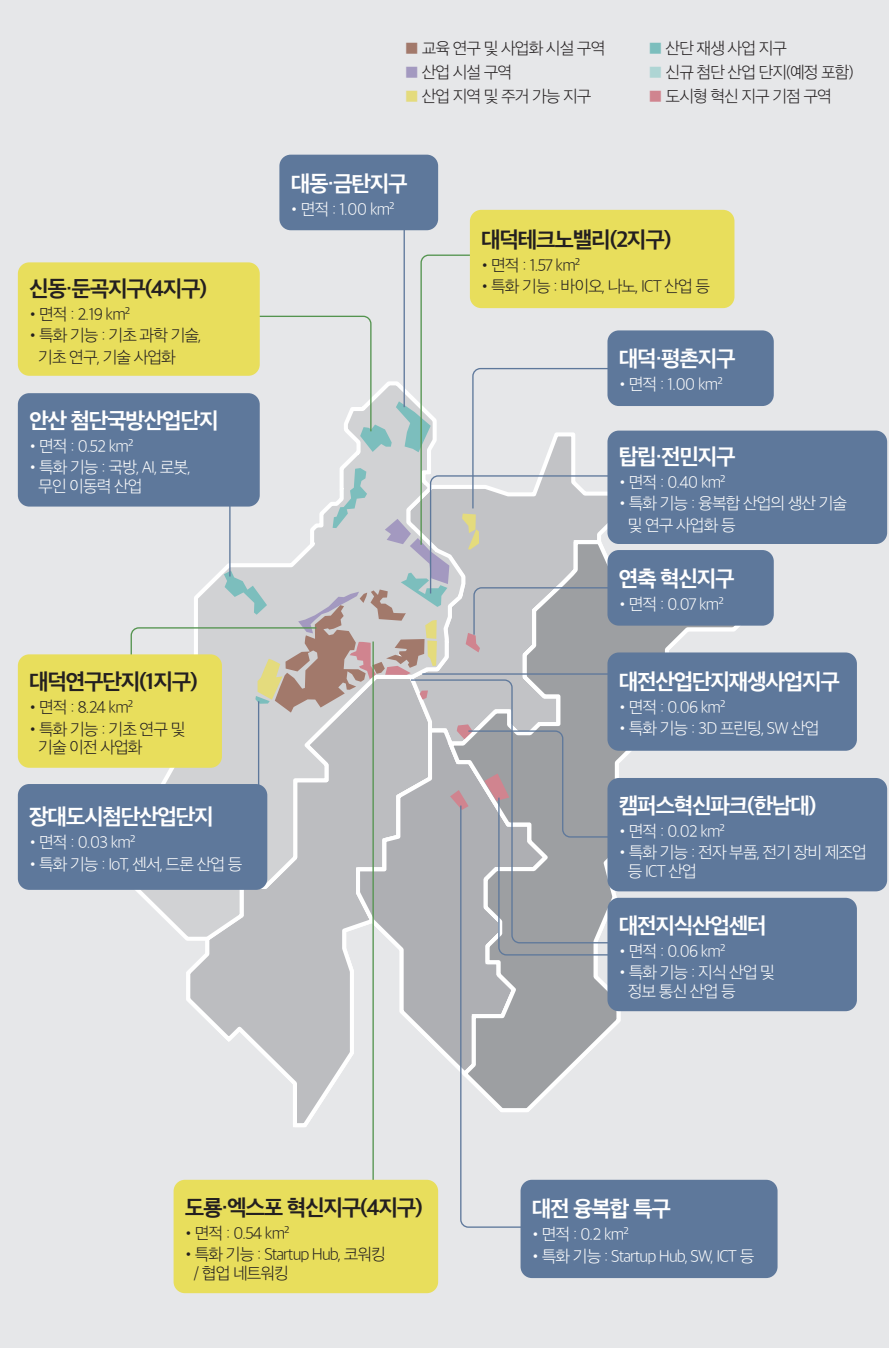 교육 연구 및 사업화 시설 구역
산업 시설 구역
산업 지역 및 주거 가능 지구
산단 재생 사업 지구
신규 첨단 산업 단지(예정 포함)
도시형 혁신 지구 기점 구역
대동·금탄지구
• 면적 : 1.00 km²
대덕테크노밸리(2지구)
• 면적 : 1.57 km²
• 특화 기능 : 바이오, 나노, ICT 산업 등
신동·둔곡지구(4지구)
• 면적 : 2.19 km²
• 특화 기능 : 기초 과학 기술,
기초 연구, 기술 사업화
대덕·평촌지구
• 면적 : 1.00 km²
안산 첨단국방산업단지
• 면적 : 0.52 km²
• 특화 기능 : 국방, AI, 로봇,
무인 이동력 산업
탑립·전민지구
• 면적 : 0.40 km²
• 특화 기능 : 융복합 산업의 생산 기술
및 연구 사업화 등
연축 혁신지구
• 면적 : 0.07 km²
대덕연구단지(1지구)
• 면적 : 8.24 km²
• 특화 기능 : 기초 연구 및
기술 이전 사업화
대전산업단지재생사업지구
• 면적 : 0.06 km²
• 특화 기능 : 3D 프린팅, SW 산업
장대도시첨단산업단지
• 면적 : 0.03 km²
• 특화 기능 : IoT, 센서, 드론 산업 등
캠퍼스혁신파크(한남대)
• 면적 : 0.02 km²
• 특화 기능 : 전자 부품, 전기 장비 제조업
등 ICT 산업
대전지식산업센터
• 면적 : 0.06 km²
• 특화 기능 : 지식 산업 및
정보 통신 산업 등
도룡·엑스포 혁신지구(4지구)
• 면적 : 0.54 km²
• 특화 기능 : Startup Hub, 코워킹
/ 협업 네트워킹
대전 융복합 특구
• 면적 : 0.2 km²
• 특화 기능 : Startup Hub, SW, ICT 등